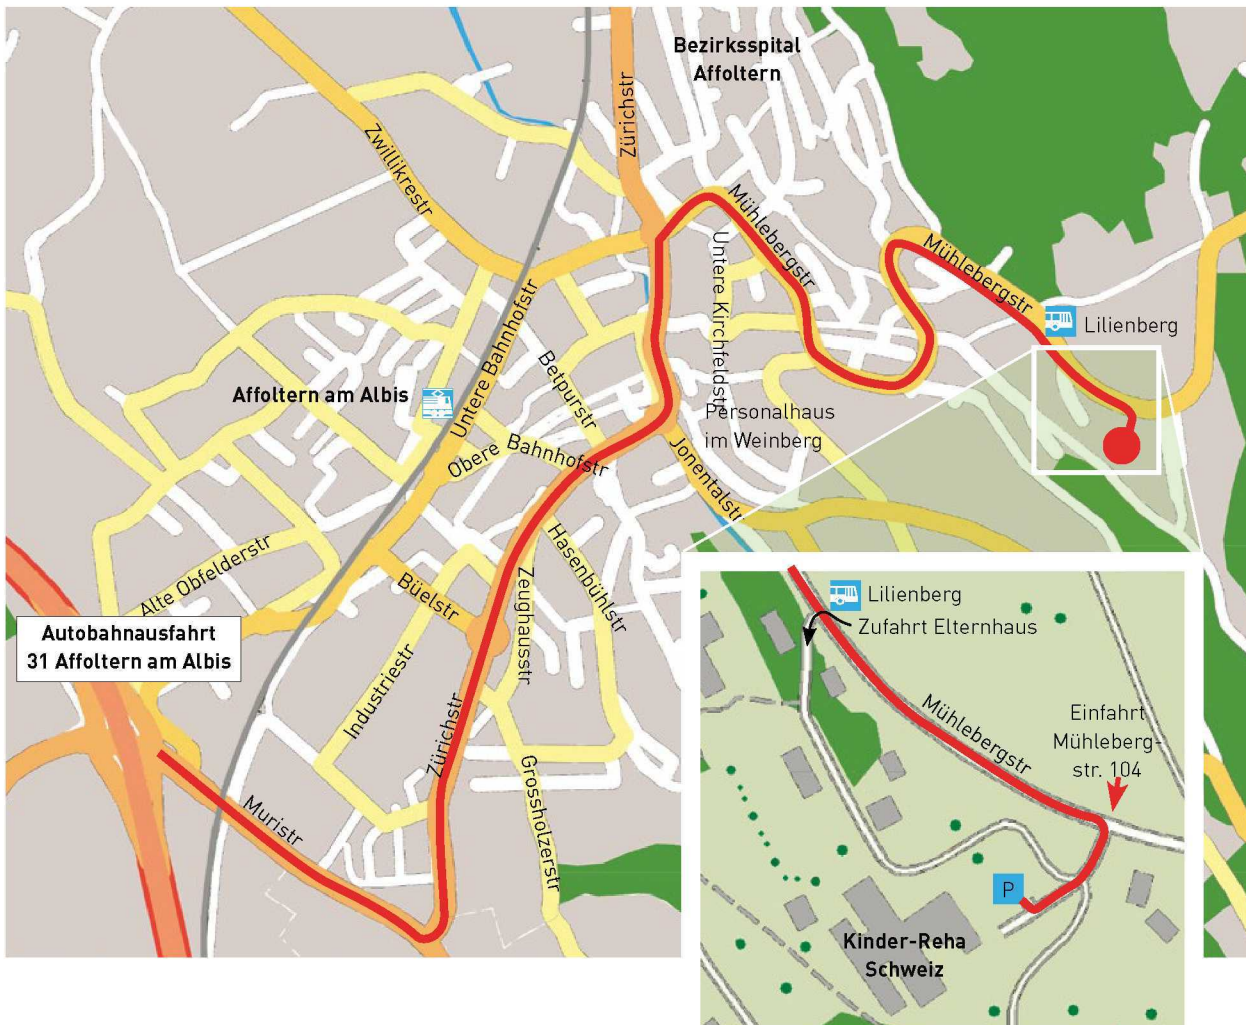 Bezirksspital
Affoltern
Zürichstr
Zwillikrestr
Mühlebergstr
Untere Kirchfeldstr
Mühlebergstr
Lilienberg
Untere Bahnhofstr
Betpurstr
Affoltern am Albis
Personalhaus
im Weinberg
Obere Bahnhofstr
Jonentalstr
Alte Obfelderstr
Büelstr
Zeughausstr
Hasenbühlstr
Autobahnausfahrt
31 Affoltern am Albis
Industriestr
Zürichstr
Grossholzerstr
Muristr
Lilienberg
Zufahrt Elternhaus
Mühlebergstr
Einfahrt
Mühleberg-
str. 104
P
Kinder-Reha
Schweiz